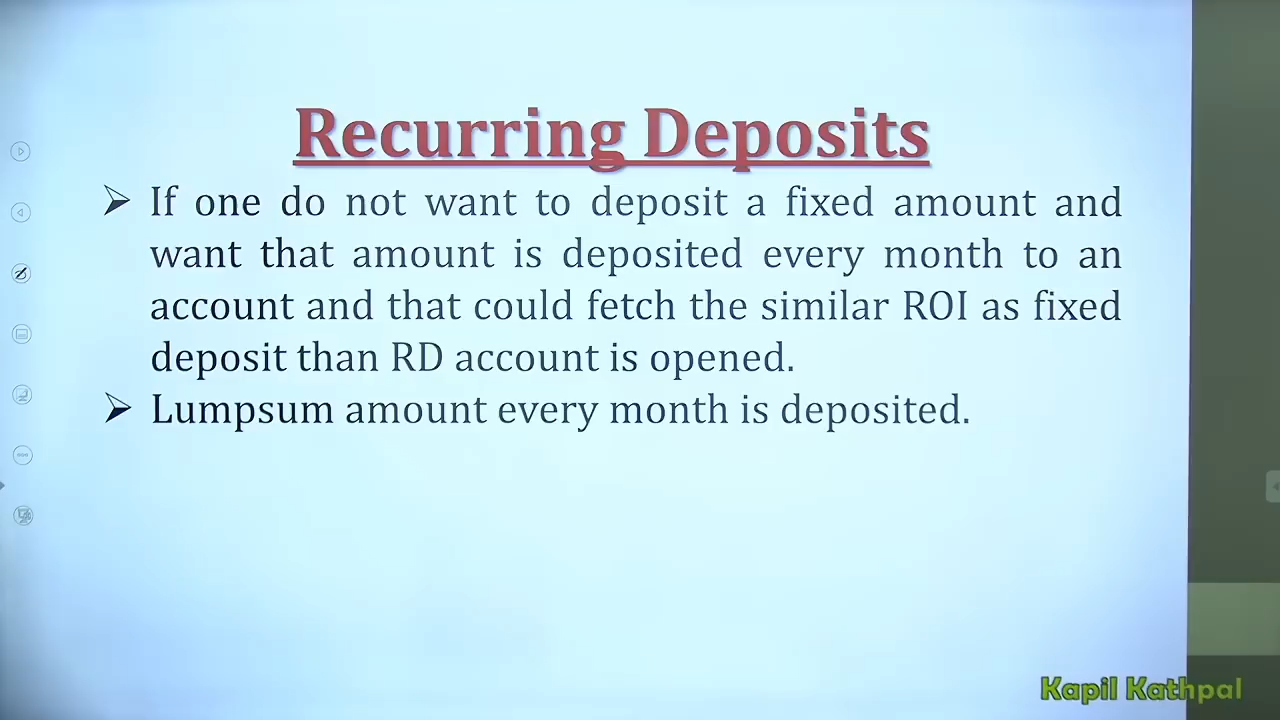 Recurring Deposits
If one do not want to deposit a fixed amount and
want that amount is deposited every month to an
account and that could fetch the similar ROI as fixed
deposit than RD account is opened.
Lumpsum amount every month is deposited.
Kapil Kathpal